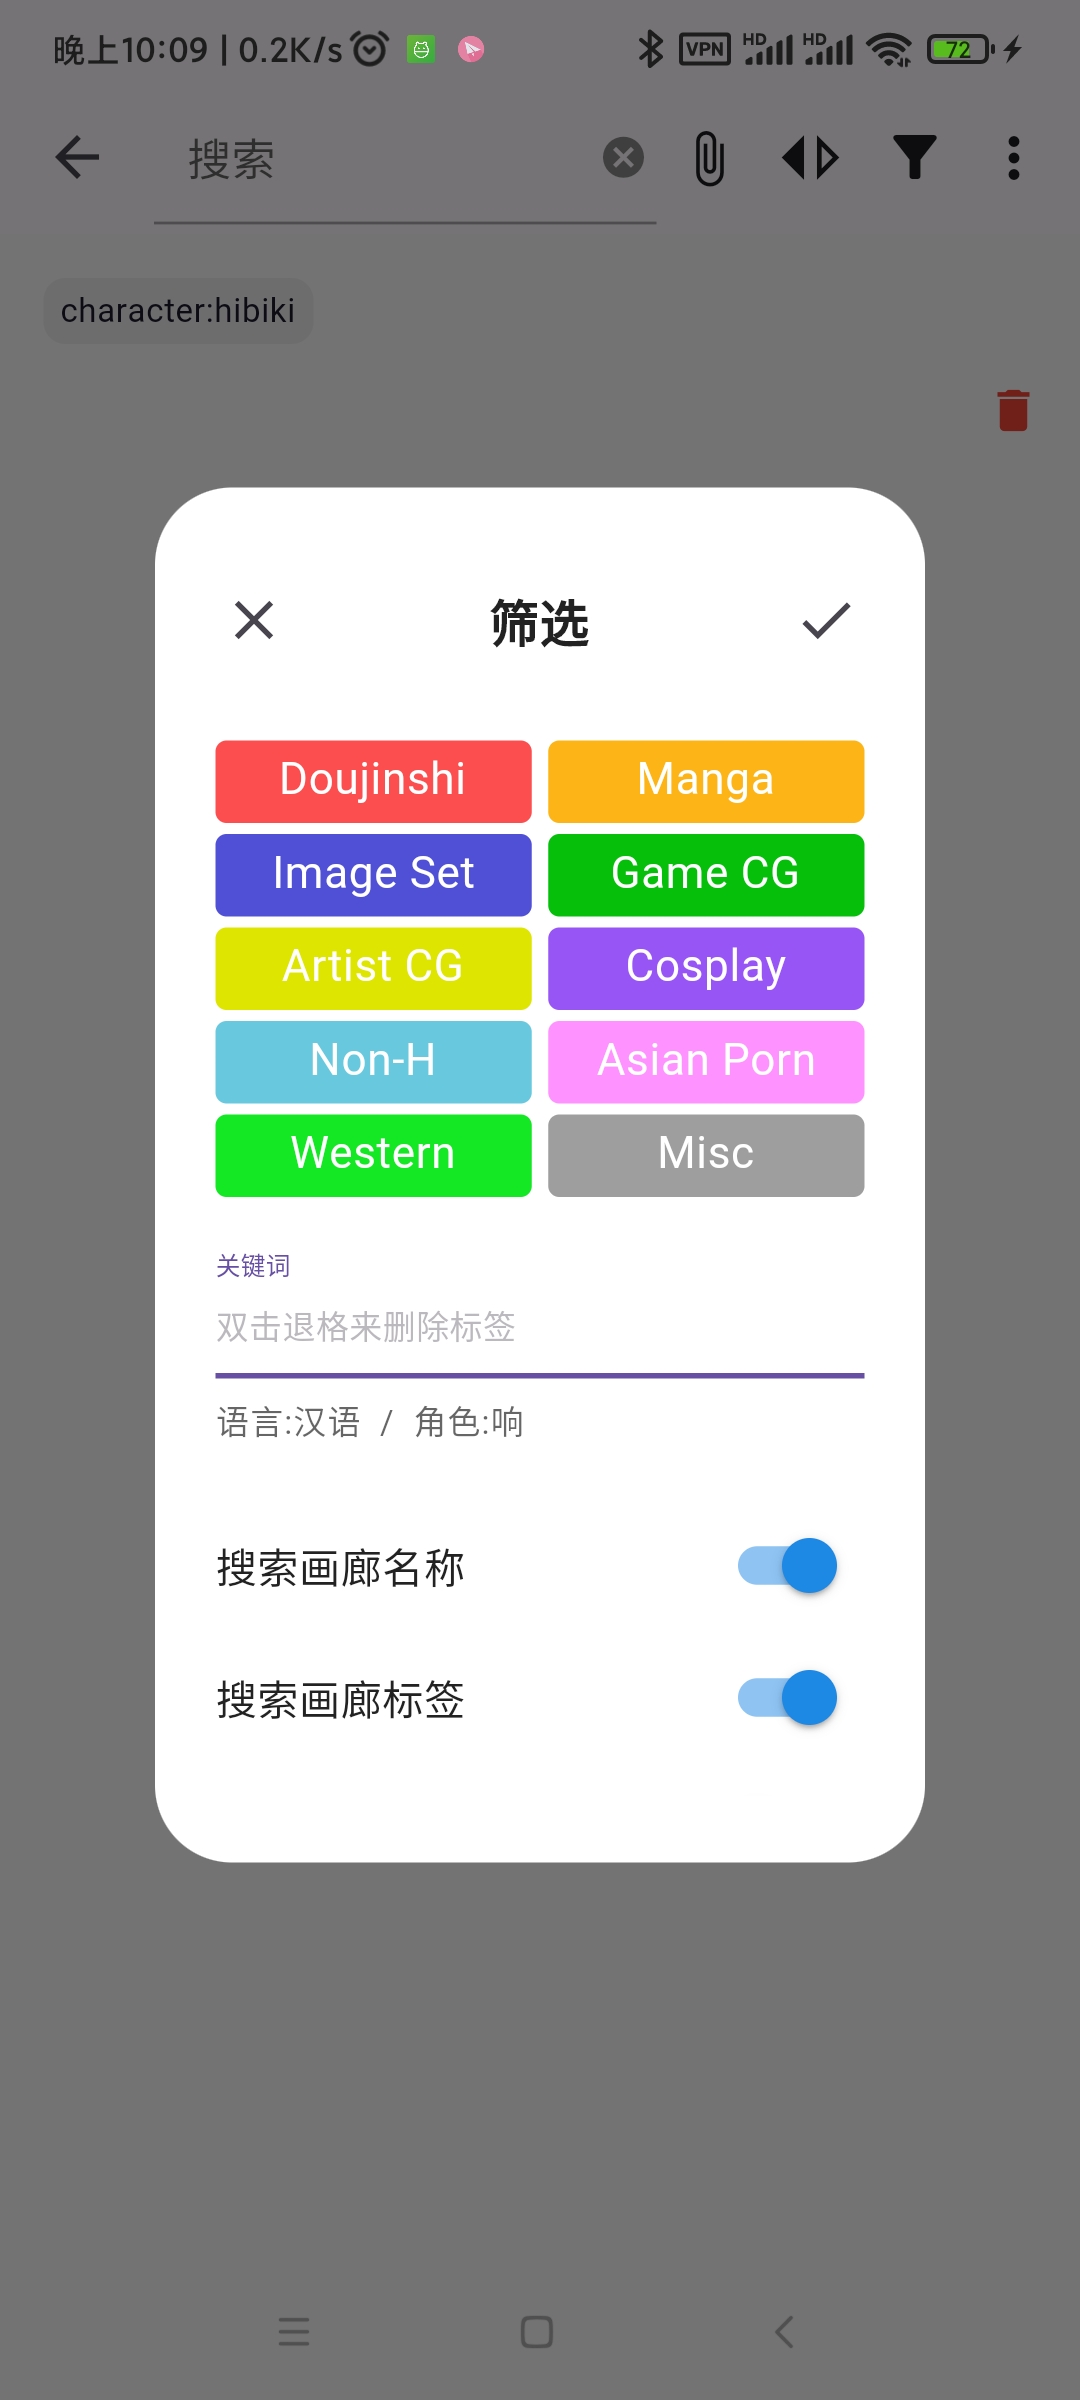 晚上10:09 | 0.2K/s VPN HD HD 72
搜索
character:hibiki
筛选
Doujinshi Manga
Image Set Game CG
Artist CG Cosplay
Non-H Asian Porn
Western Misc
关键词
双击退格来删除标签
语言:汉语 / 角色:响
搜索画廊名称
搜索画廊标签